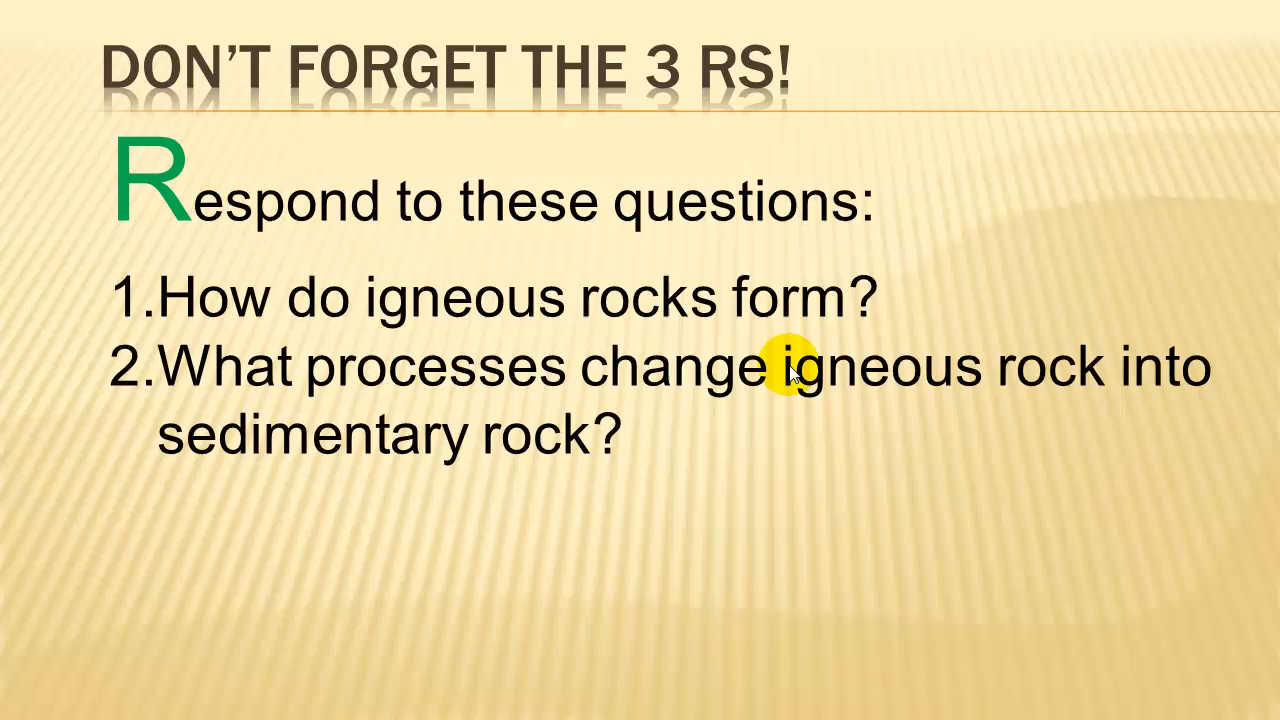 DON'T FORGET THE 3 RS!
Respond to these questions:
1.How do igneous rocks form?
2.What processes change igneous rock into
sedimentary rock?